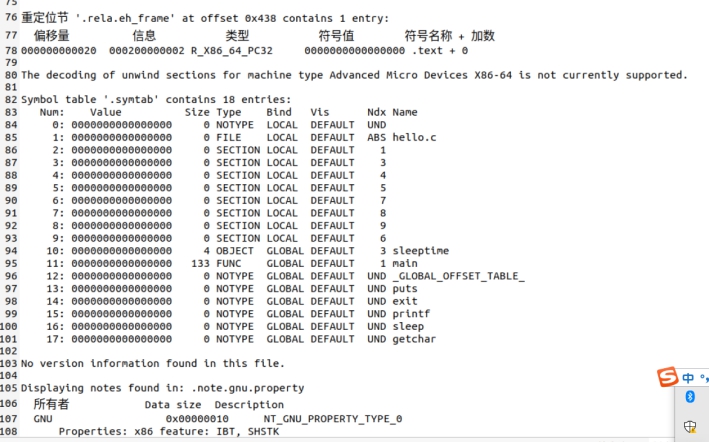 75
76 重定位节 '.rela.eh_frame' at offset 0x438 contains 1 entry:
77   偏移量          信息           类型           符号值        符号名称 + 加数
78 000000000020  000200000002 R_X86_64_PC32     0000000000000000 .text + 0
79
80 The decoding of unwind sections for machine type Advanced Micro Devices X86-64 is not currently supported.
81
82 Symbol table '.symtab' contains 18 entries:
83    Num:    Value          Size Type    Bind   Vis      Ndx Name
84      0: 0000000000000000     0 NOTYPE  LOCAL  DEFAULT  UND
85      1: 0000000000000000     0 FILE    LOCAL  DEFAULT  ABS hello.c
86      2: 0000000000000000     0 SECTION LOCAL  DEFAULT    1
87      3: 0000000000000000     0 SECTION LOCAL  DEFAULT    3
88      4: 0000000000000000     0 SECTION LOCAL  DEFAULT    4
89      5: 0000000000000000     0 SECTION LOCAL  DEFAULT    5
90      6: 0000000000000000     0 SECTION LOCAL  DEFAULT    7
91      7: 0000000000000000     0 SECTION LOCAL  DEFAULT    8
92      8: 0000000000000000     0 SECTION LOCAL  DEFAULT    9
93      9: 0000000000000000     0 SECTION LOCAL  DEFAULT    6
94     10: 0000000000000000     4 OBJECT  GLOBAL DEFAULT    3 sleeptime
95     11: 0000000000000000   133 FUNC    GLOBAL DEFAULT    1 main
96     12: 0000000000000000     0 NOTYPE  GLOBAL DEFAULT  UND _GLOBAL_OFFSET_TABLE_
97     13: 0000000000000000     0 NOTYPE  GLOBAL DEFAULT  UND puts
98     14: 0000000000000000     0 NOTYPE  GLOBAL DEFAULT  UND exit
99     15: 0000000000000000     0 NOTYPE  GLOBAL DEFAULT  UND printf
100     16: 0000000000000000     0 NOTYPE  GLOBAL DEFAULT  UND sleep
101     17: 0000000000000000     0 NOTYPE  GLOBAL DEFAULT  UND getchar
102
103 No version information found in this file.
104
105 Displaying notes found in: .note.gnu.property
106   所有者            Data size  Description
107   GNU                  0x00000010       NT_GNU_PROPERTY_TYPE_0
108       Properties: x86 feature: IBT, SHSTK
S 中 °,